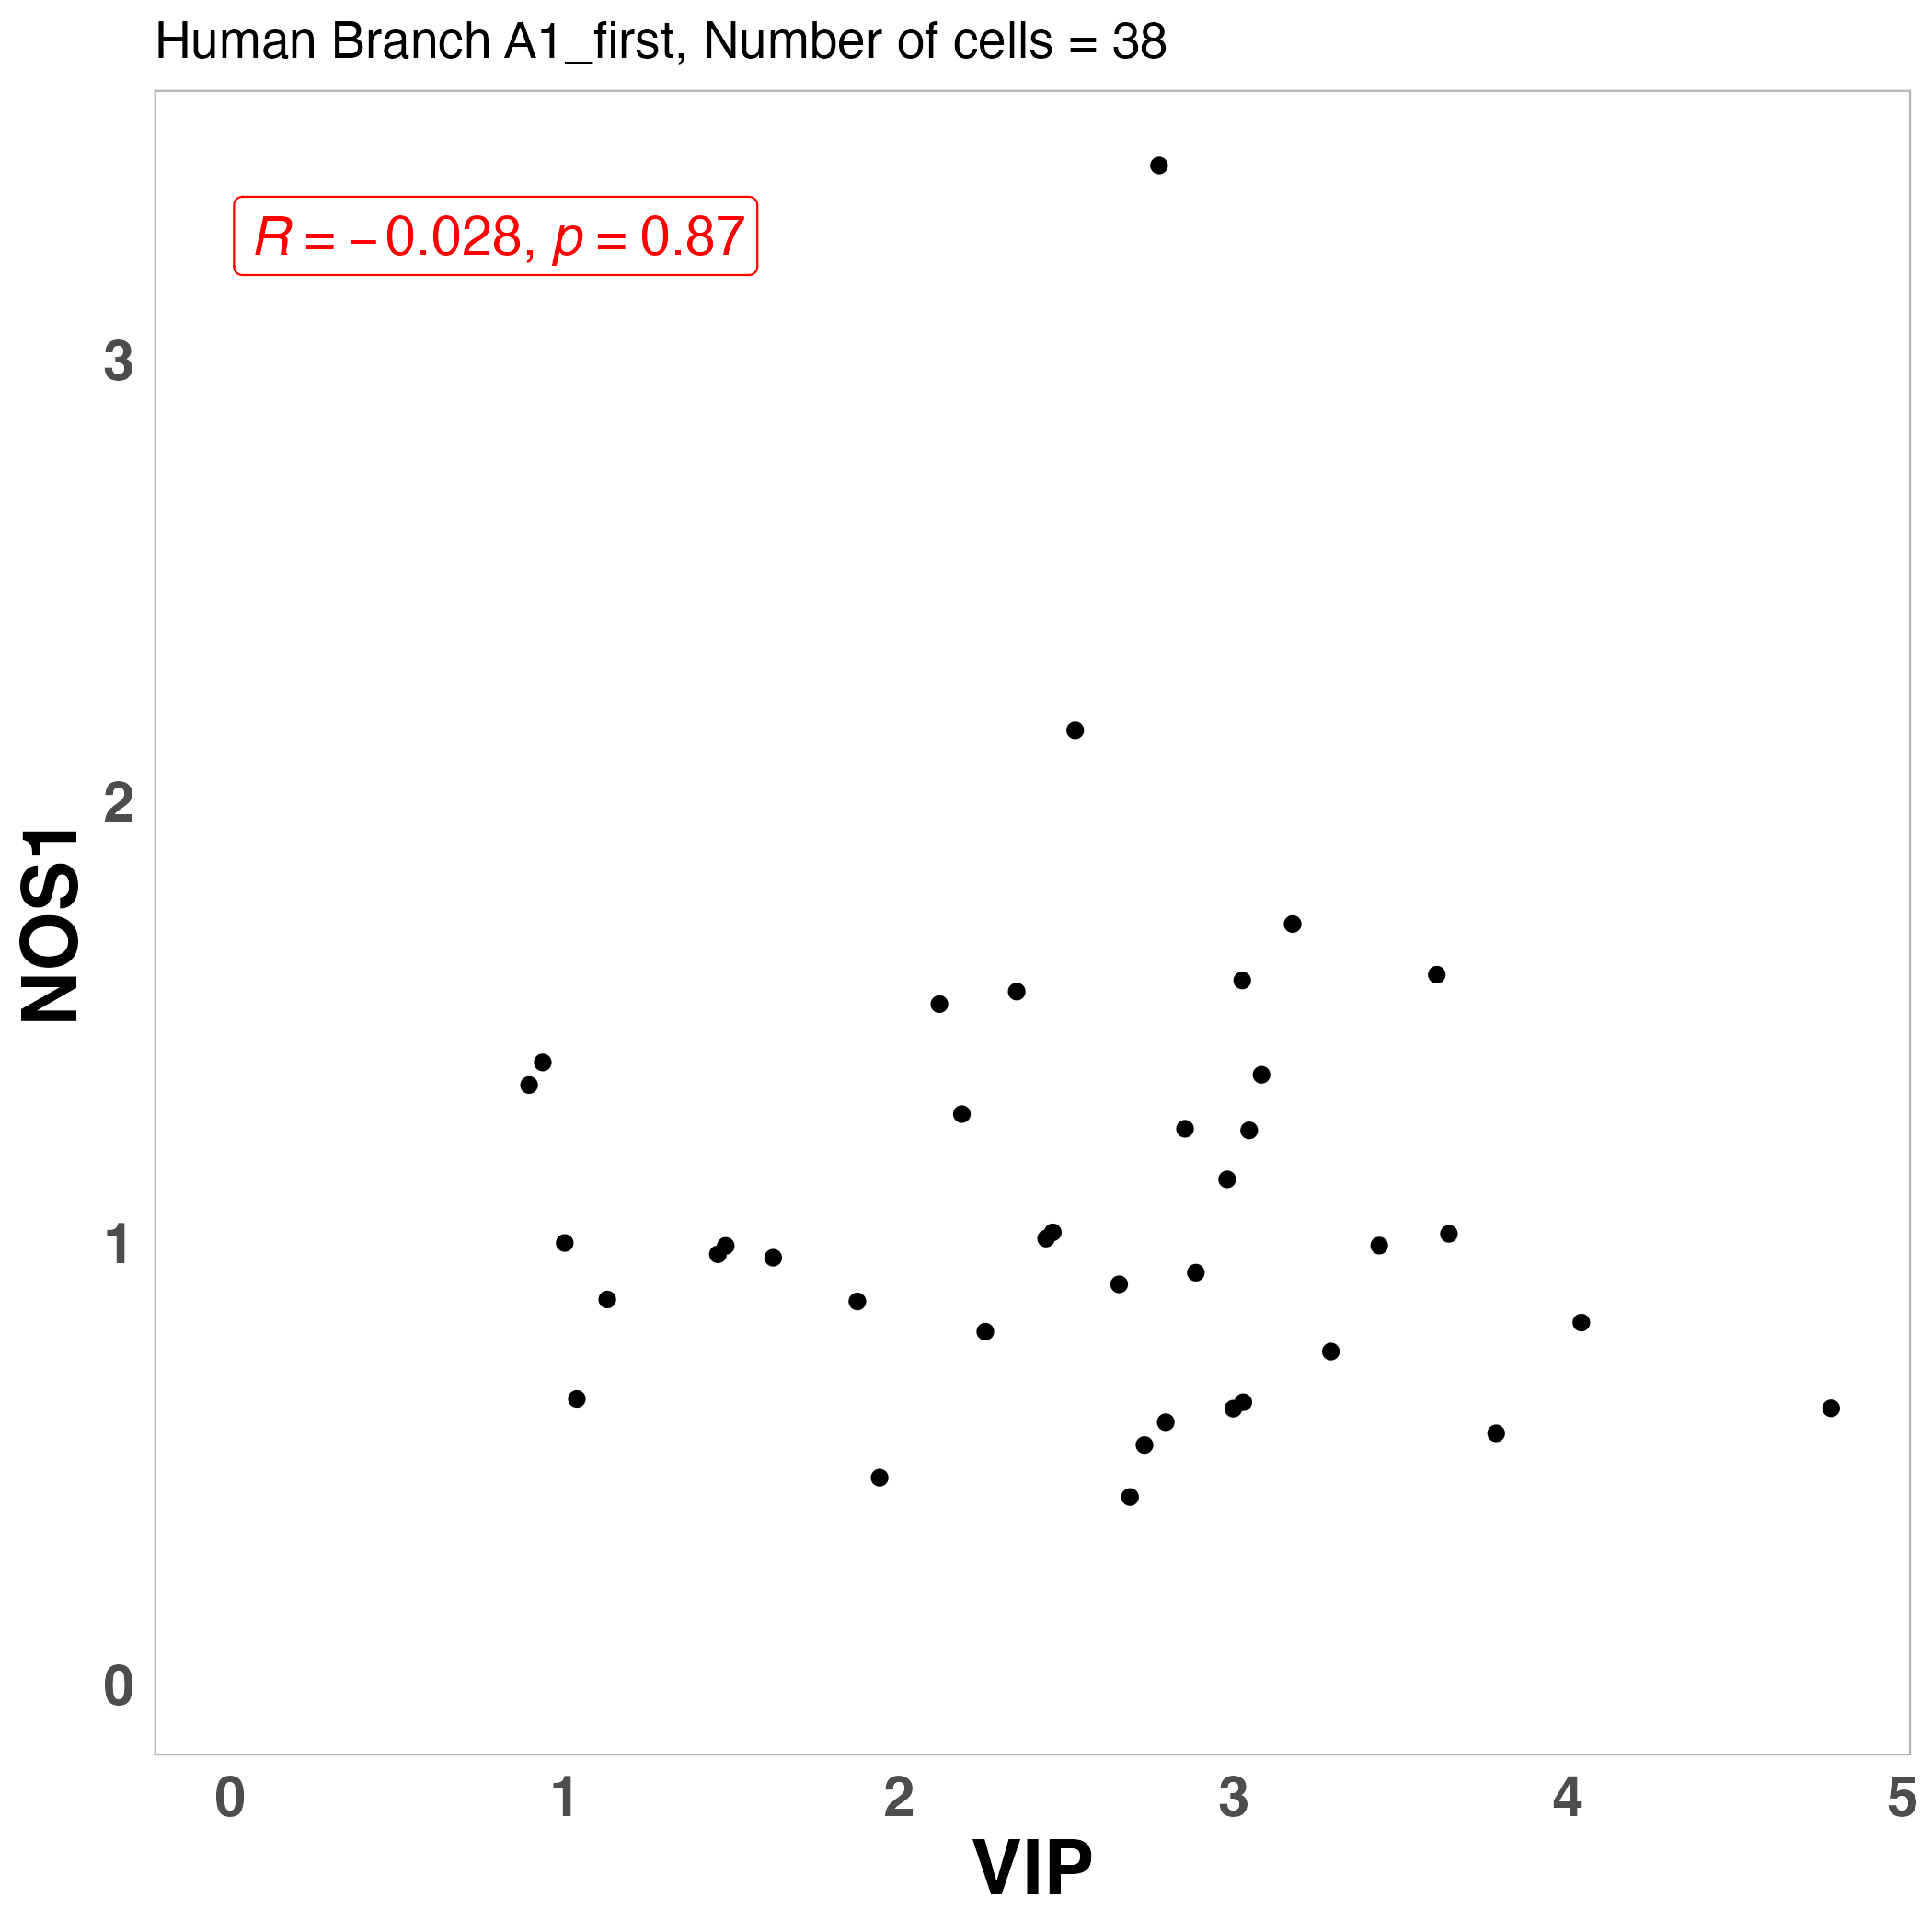 Human Branch A1_first, Number of cells = 38
R = −0.028, p = 0.87
3
2
1
0
NOS1
0 1 2 3 4 5
VIP